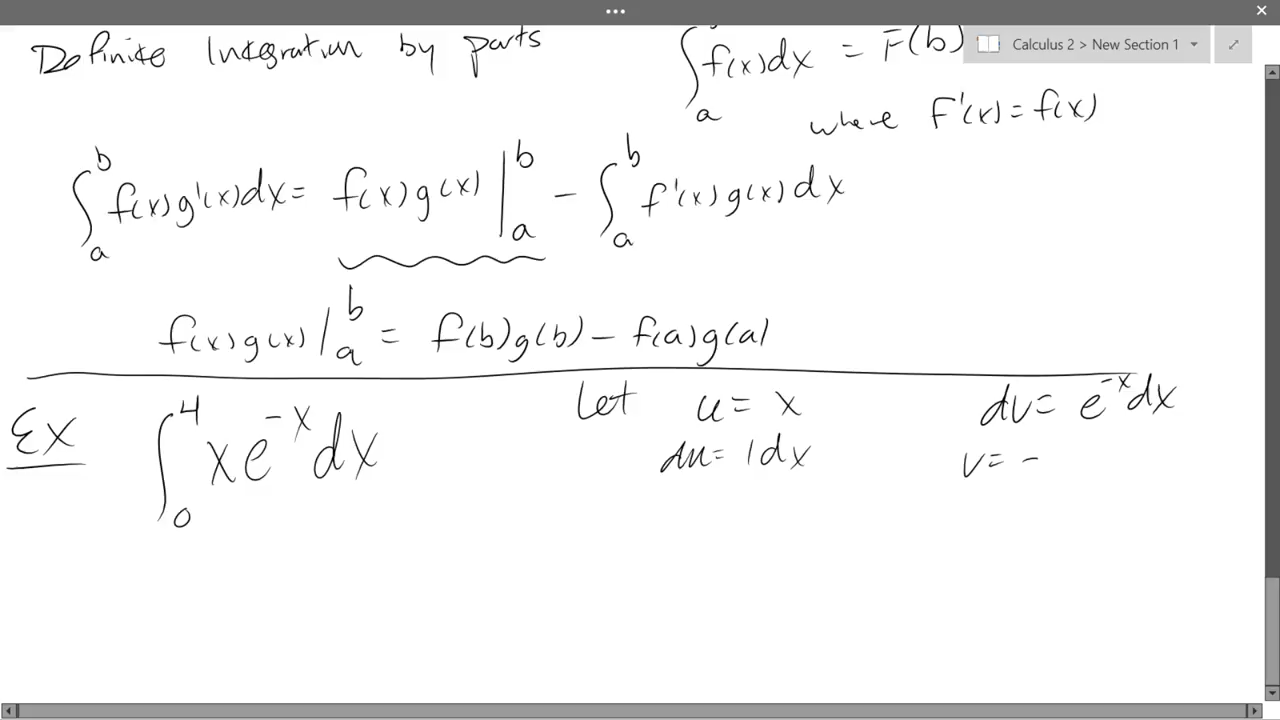 Definite Integration by parts
∫_a f(x)dx = F(b)
Calculus 2 > New Section 1
where F'(x) = f(x)
∫_a^b f(x)g'(x)dx = f(x)g(x)|_a^b - ∫_a^b f'(x)g(x)dx
f(x)g(x)|_a^b = f(b)g(b) - f(a)g(a)
Ex ∫_0^4 xe^{-x}dx Let u = x dv = e^{-x}dx
du = 1dx v = -